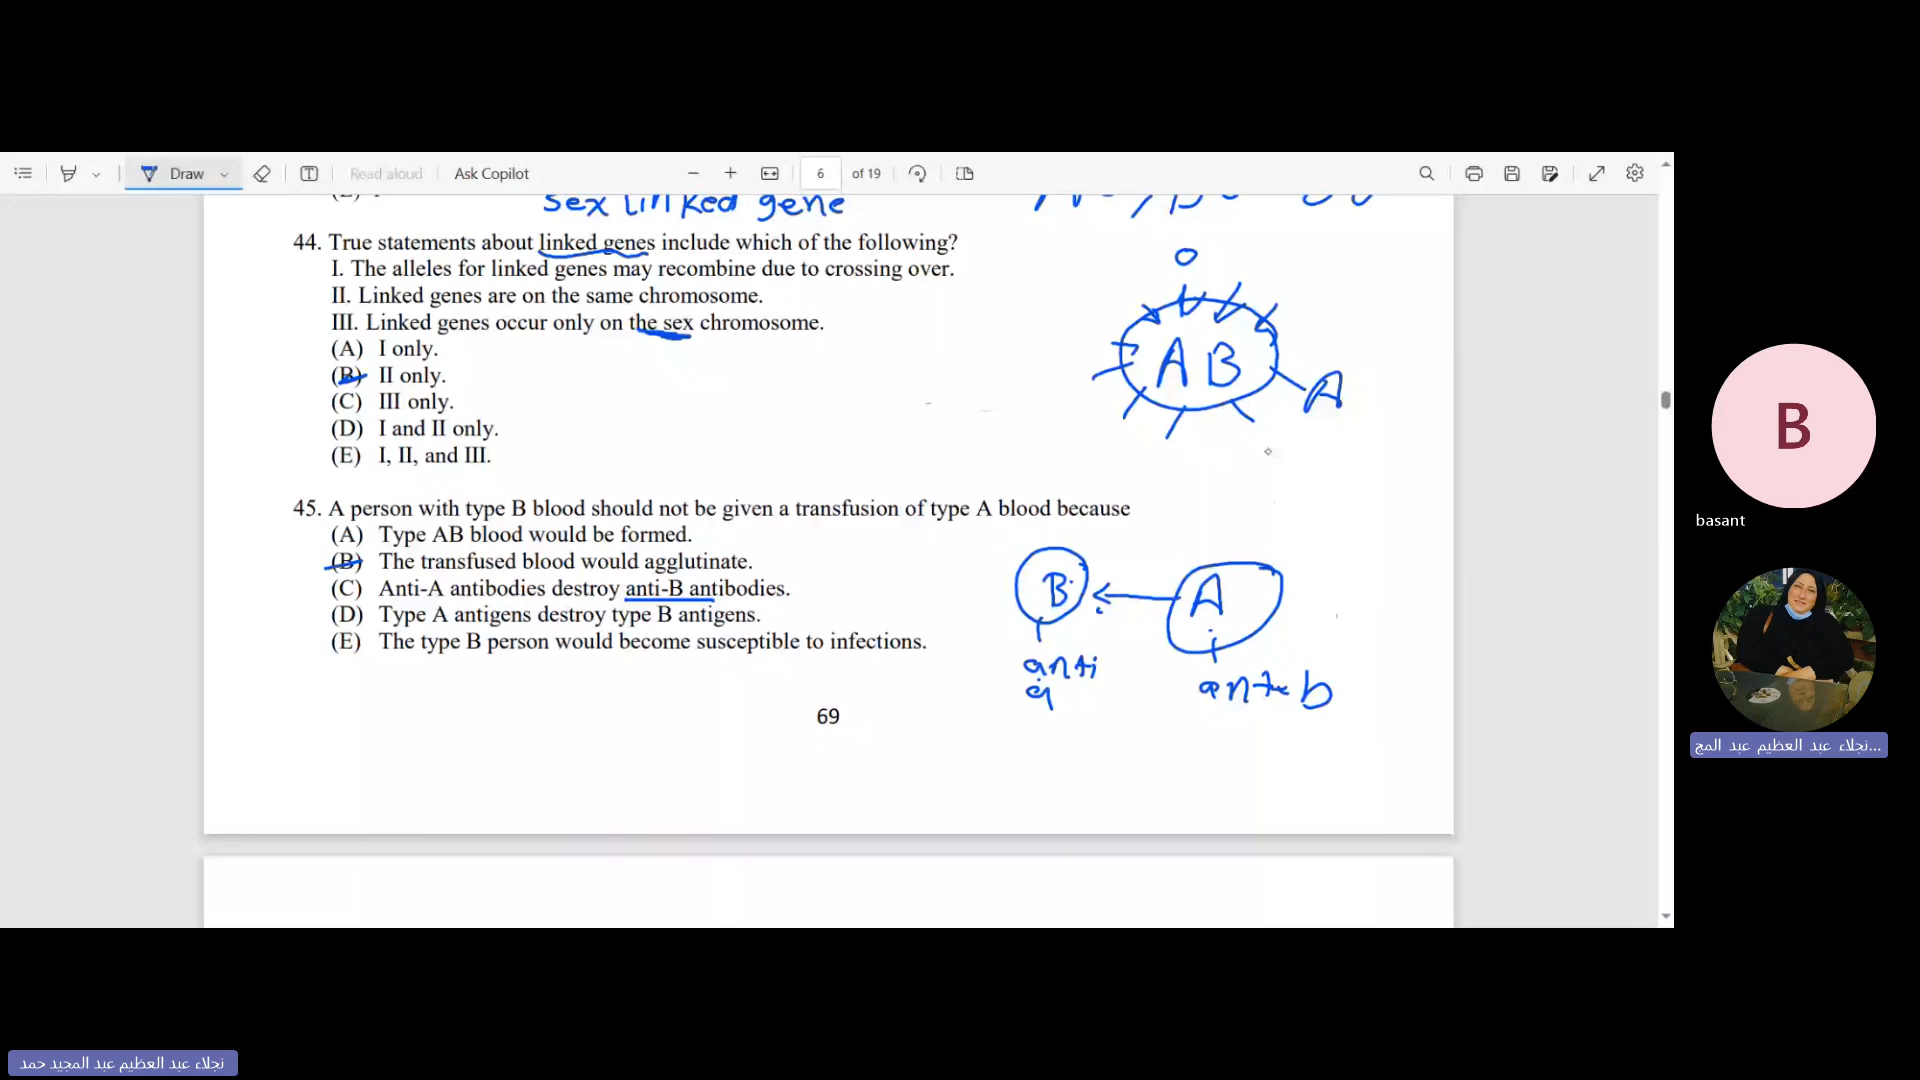 Draw
Read aloud
Ask Copilot
6
of 19
sex linked gene
44. True statements about linked genes include which of the following?
I. The alleles for linked genes may recombine due to crossing over.
II. Linked genes are on the same chromosome.
III. Linked genes occur only on the sex chromosome.
(A) I only.
(B) II only.
(C) III only.
(D) I and II only.
(E) I, II, and III.
O
A B
A
45. A person with type B blood should not be given a transfusion of type A blood because
(A) Type AB blood would be formed.
(B) The transfused blood would agglutinate.
(C) Anti-A antibodies destroy anti-B antibodies.
(D) Type A antigens destroy type B antigens.
(E) The type B person would become susceptible to infections.
B
A
anti
a
anti b
69
B
basant
نجلاء عبد العظيم عبد المج...
نجلاء عبد العظيم عبد المجيد حمد